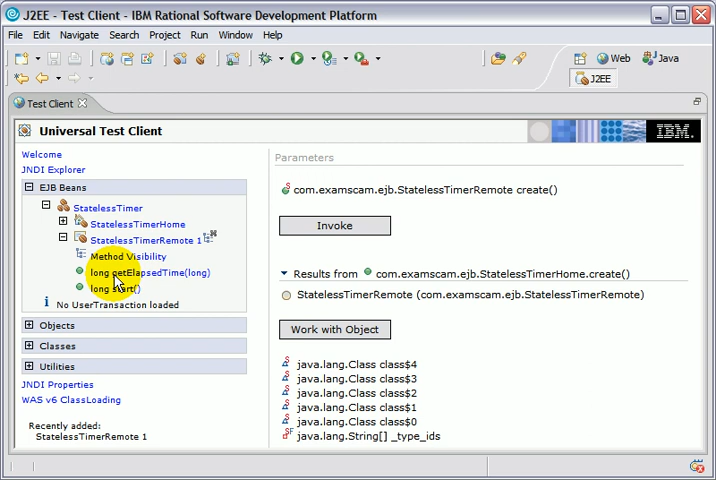 J2EE - Test Client - IBM Rational Software Development Platform
File Edit Navigate Search Project Run Window Help
Web Java
J2EE
Test Client
Universal Test Client
IBM
Welcome
JNDI Explorer
EJB Beans
StatelessTimer
StatelessTimerHome
StatelessTimerRemote 1
Method Visibility
long getElapsedTime(long)
long start()
No UserTransaction loaded
Objects
Classes
Utilities
JNDI Properties
WAS v6 ClassLoading
Recently added:
StatelessTimerRemote 1
Parameters
com.examscam.ejb.StatelessTimerRemote create()
Invoke
Results from com.examscam.ejb.StatelessTimerHome.create()
StatelessTimerRemote (com.examscam.ejb.StatelessTimerRemote)
Work with Object
java.lang.Class class$4
java.lang.Class class$3
java.lang.Class class$2
java.lang.Class class$1
java.lang.Class class$0
java.lang.String[] _type_ids